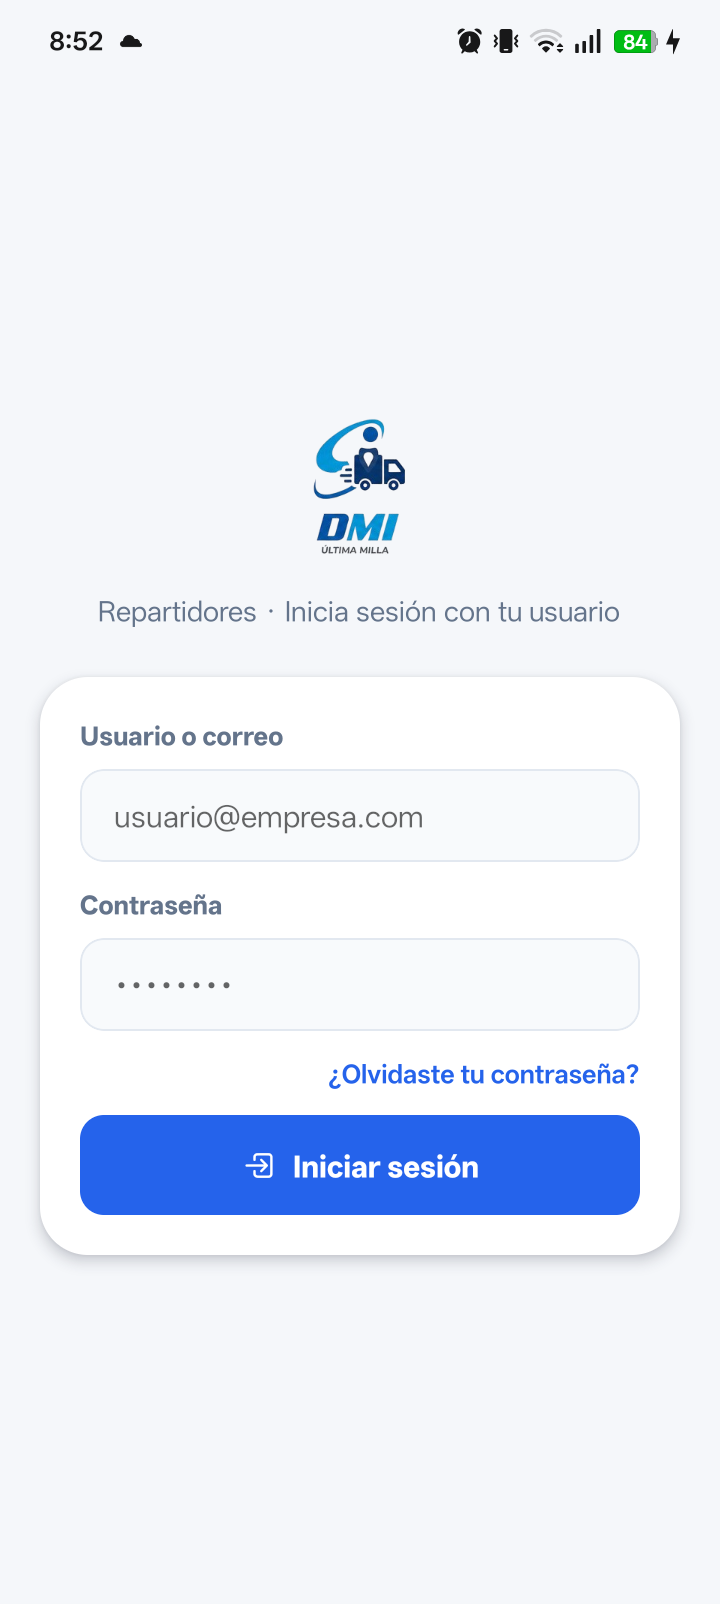 8:52
84
DMI
ÚLTIMA MILLA
Repartidores · Inicia sesión con tu usuario
Usuario o correo
usuario@empresa.com
Contraseña
••••••••
¿Olvidaste tu contraseña?
Iniciar sesión